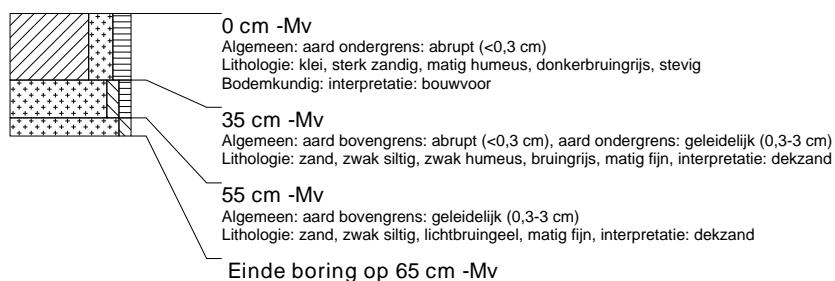 0 cm -Mv
Algemeen: aard ondergrens: abrupt (<0,3 cm)
Lithologie: klei, sterk zandig, matig humeus, donkerbruingrijs, stevig
Bodemkundig: interpretatie: bouwvoor
35 cm -Mv
Algemeen: aard bovengrens: abrupt (<0,3 cm), aard ondergrens: geleidelijk (0,3-3 cm)
Lithologie: zand, zwak siltig, zwak humeus, bruingrijs, matig fijn, interpretatie: dekzand
55 cm -Mv
Algemeen: aard bovengrens: geleidelijk (0,3-3 cm)
Lithologie: zand, zwak siltig, lichtbruingeel, matig fijn, interpretatie: dekzand
Einde boring op 65 cm -Mv